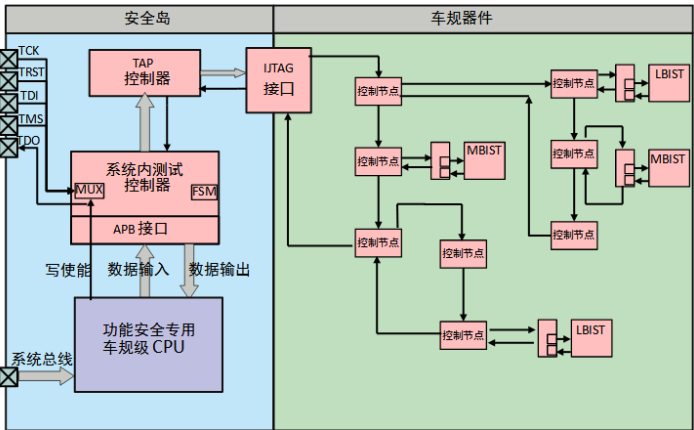 安全岛
车规器件
TCK
TRST
TDI
TMS
TDO
TAP
控制器
IJTAG
接口
系统内测试
控制器
MUX
FSM
APB 接口
写使能
数据输入
数据输出
功能安全专用
车规级 CPU
系统总线
控制节点
控制节点
LBIST
控制节点
MBIST
控制节点
MBIST
控制节点
控制节点
控制节点
控制节点
LBIST